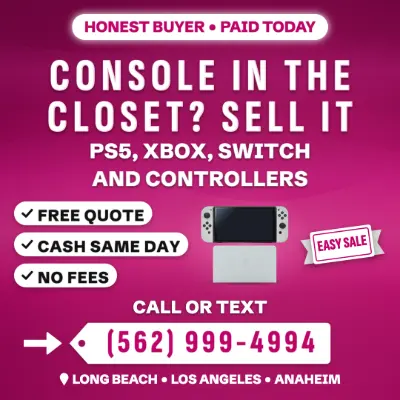 HONEST BUYER • PAID TODAY
CONSOLE IN THE
CLOSET? SELL IT
PS5, XBOX, SWITCH
AND CONTROLLERS
FREE QUOTE
CASH SAME DAY
NO FEES
EASY SALE
CALL OR TEXT
(562) 999-4994
LONG BEACH • LOS ANGELES • ANAHEIM